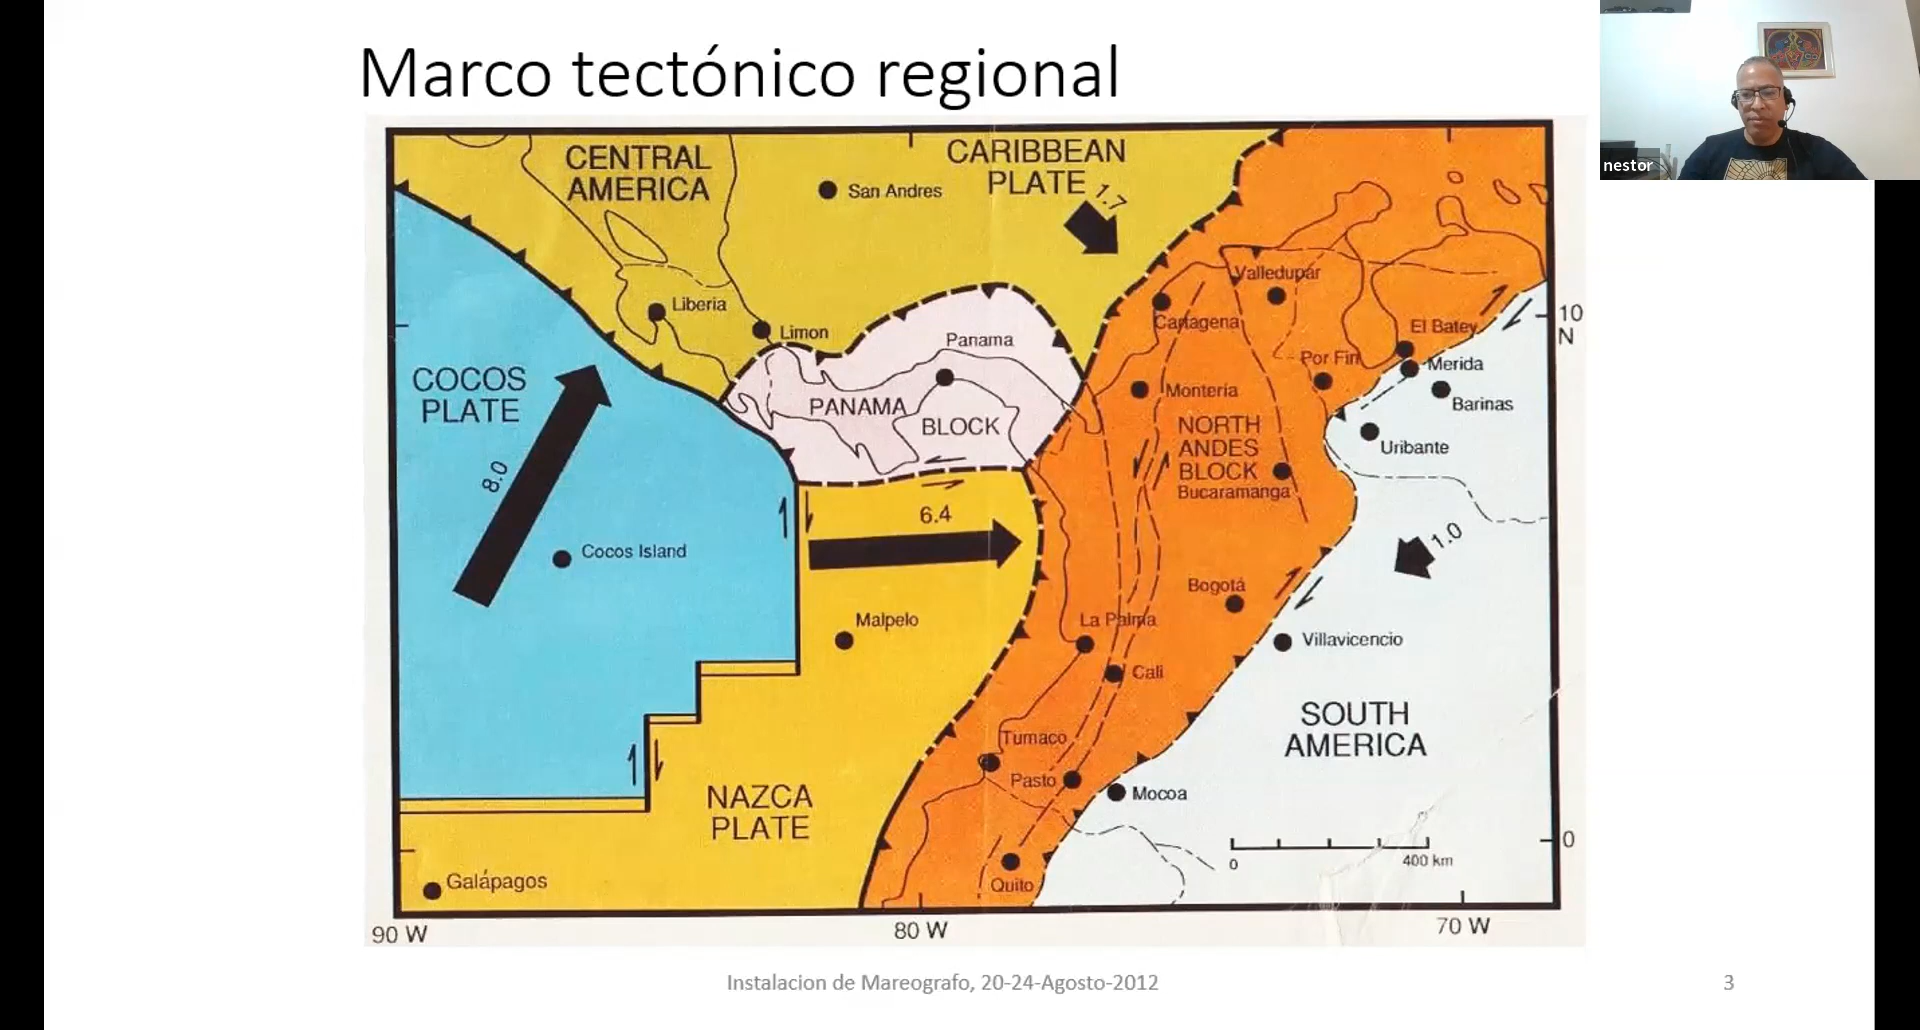 Marco tectónico regional
nestor
CENTRAL
AMERICA
CARIBBEAN
PLATE
1.7
San Andres
Liberia
Limon
Valledupar
Cartagena
10
N
El Batey
Panama
Por Fin
Merida
COCOS
PLATE
PANAMA
BLOCK
Montería
Barinas
8.0
NORTH
ANDES
BLOCK
Bucaramanga
Uribante
6.4
1.0
Cocos Island
Bogotá
Malpelo
La Palma
Villavicencio
Cali
SOUTH
AMERICA
Tumaco
Pasto
Mocoa
NAZCA
PLATE
0
0
400 km
Galápagos
Quito
90 W
80 W
70 W
Instalacion de Mareografo, 20-24-Agosto-2012
3